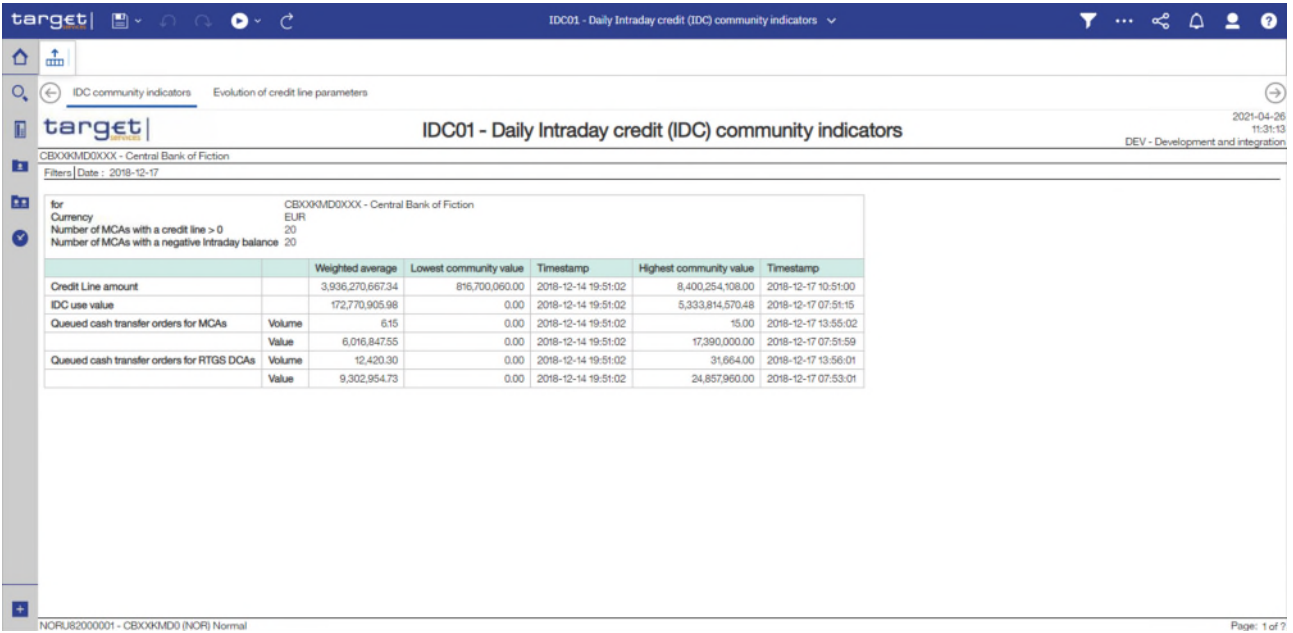 target| IDC01 - Daily Intraday credit (IDC) community indicators
SERVICES
IDC community indicators Evolution of credit line parameters
target| IDC01 - Daily Intraday credit (IDC) community indicators 2021-04-26
SERVICES 11:31:13
DEV - Development and integration
CBXXKMD0XXX - Central Bank of Fiction
Filters Date : 2018-12-17
for CBXXKMD0XXX - Central Bank of Fiction
Currency EUR
Number of MCAs with a credit line > 0 20
Number of MCAs with a negative Intraday balance 20
Weighted average Lowest community value Timestamp Highest community value Timestamp
Credit Line amount 3,936,270,667.34 816,700,060.00 2018-12-14 19:51:02 8,400,254,108.00 2018-12-17 10:51:00
IDC use value 172,770,905.98 0.00 2018-12-14 19:51:02 5,333,814,570.48 2018-12-17 07:51:15
Queued cash transfer orders for MCAs Volume 6.15 0.00 2018-12-14 19:51:02 15.00 2018-12-17 13:55:02
Value 6,016,847.55 0.00 2018-12-14 19:51:02 17,390,000.00 2018-12-17 07:51:59
Queued cash transfer orders for RTGS DCAs Volume 12,420.30 0.00 2018-12-14 19:51:02 31,664.00 2018-12-17 13:56:01
Value 9,302,954.73 0.00 2018-12-14 19:51:02 24,857,960.00 2018-12-17 07:53:01
NORU82000001 - CBXXKMD0 (NOR) Normal Page: 1 of ?